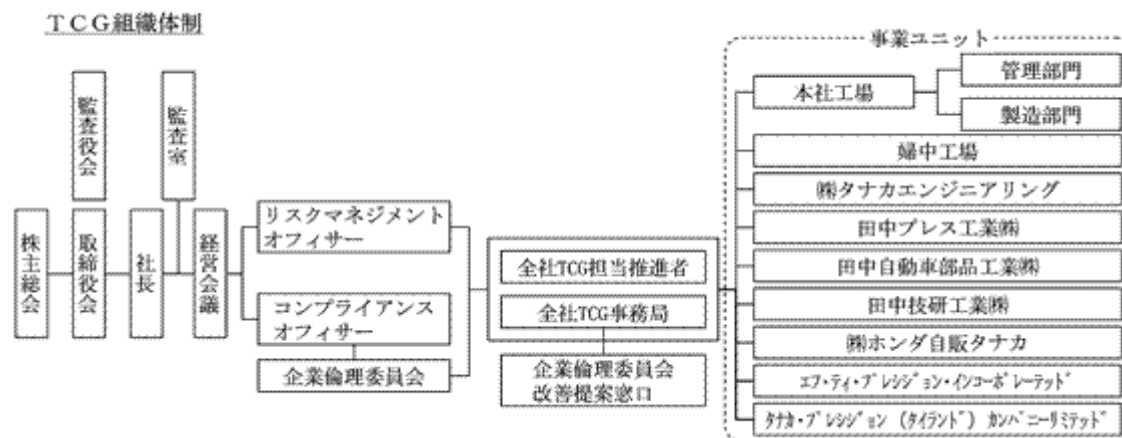 TCG組織体制
監査役会
監査室
株主総会
取締役会
社長
経営会議
リスクマネジメント
オフィサー
コンプライアンス
オフィサー
企業倫理委員会
全社TCG担当推進者
全社TCG事務局
企業倫理委員会
改善提案窓口
事業ユニット
本社工場
管理部門
製造部門
婦中工場
㈱タナカエンジニアリング
田中プレス工業㈱
田中自動車部品工業㈱
田中技研工業㈱
㈱ホンダ自販タナカ
エフ・ティ・プレシジョン・インコーポレーテッド
タナカ・プレシジョン (タイランド) カンパニーリミテッド